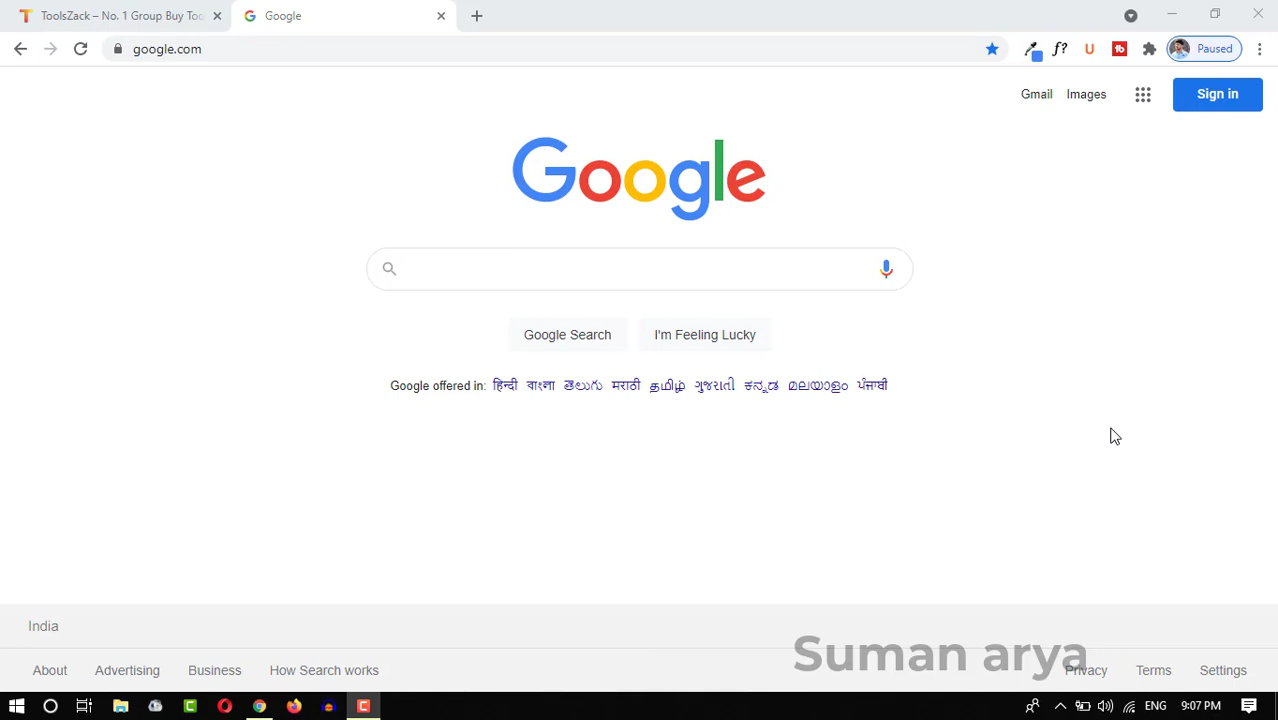 ToolsZack – No. 1 Group Buy Too
Google
google.com
Paused
Gmail Images Sign in
Google
Google Search I'm Feeling Lucky
Google offered in: हिन्दी বাংলা తెలుగు मराठी தமிழ் ગુજરાતી ಕನ್ನಡ മലയാളം ਪੰਜਾਬੀ
India
Suman arya
About Advertising Business How Search works Privacy Terms Settings
ENG 9:07 PM